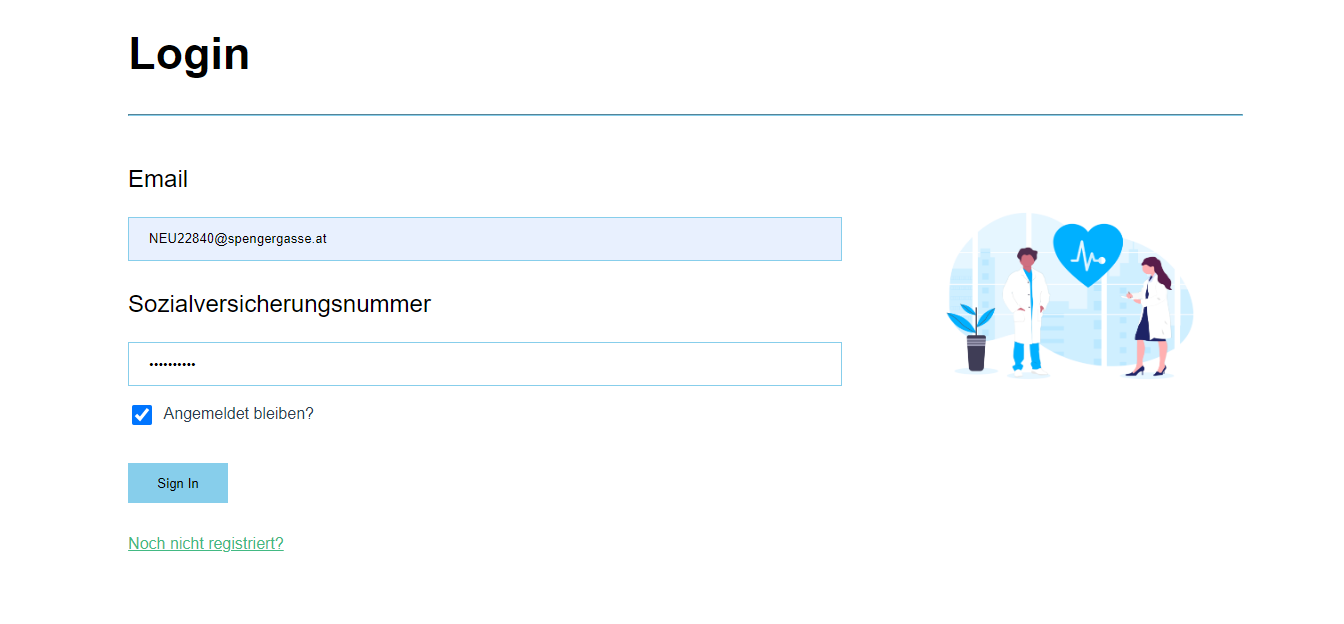 Login
Email
NEU22840@spengergasse.at
Sozialversicherungsnummer
••••••••••
Angemeldet bleiben?
Sign In
Noch nicht registriert?